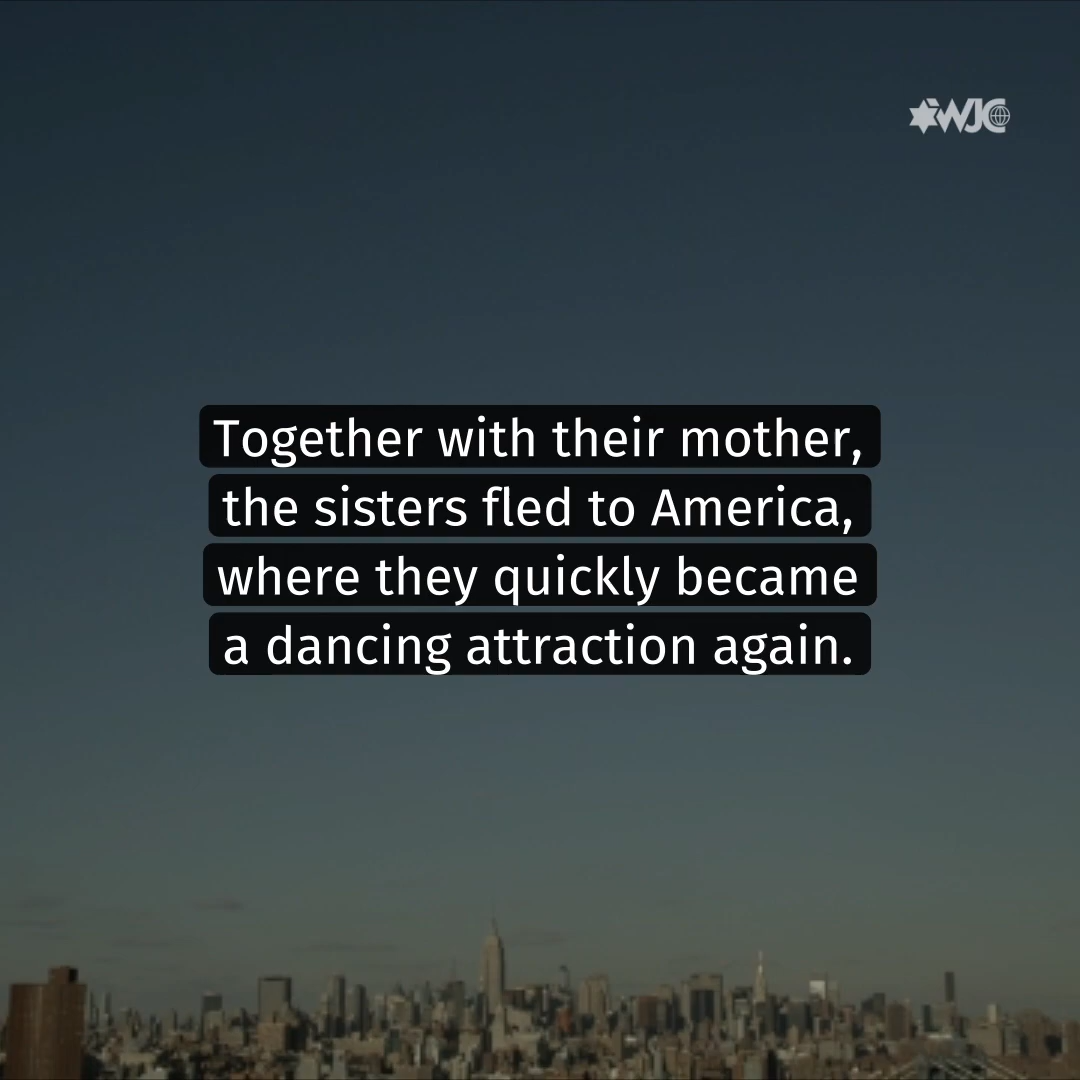 WJC
Together with their mother,
the sisters fled to America,
where they quickly became
a dancing attraction again.